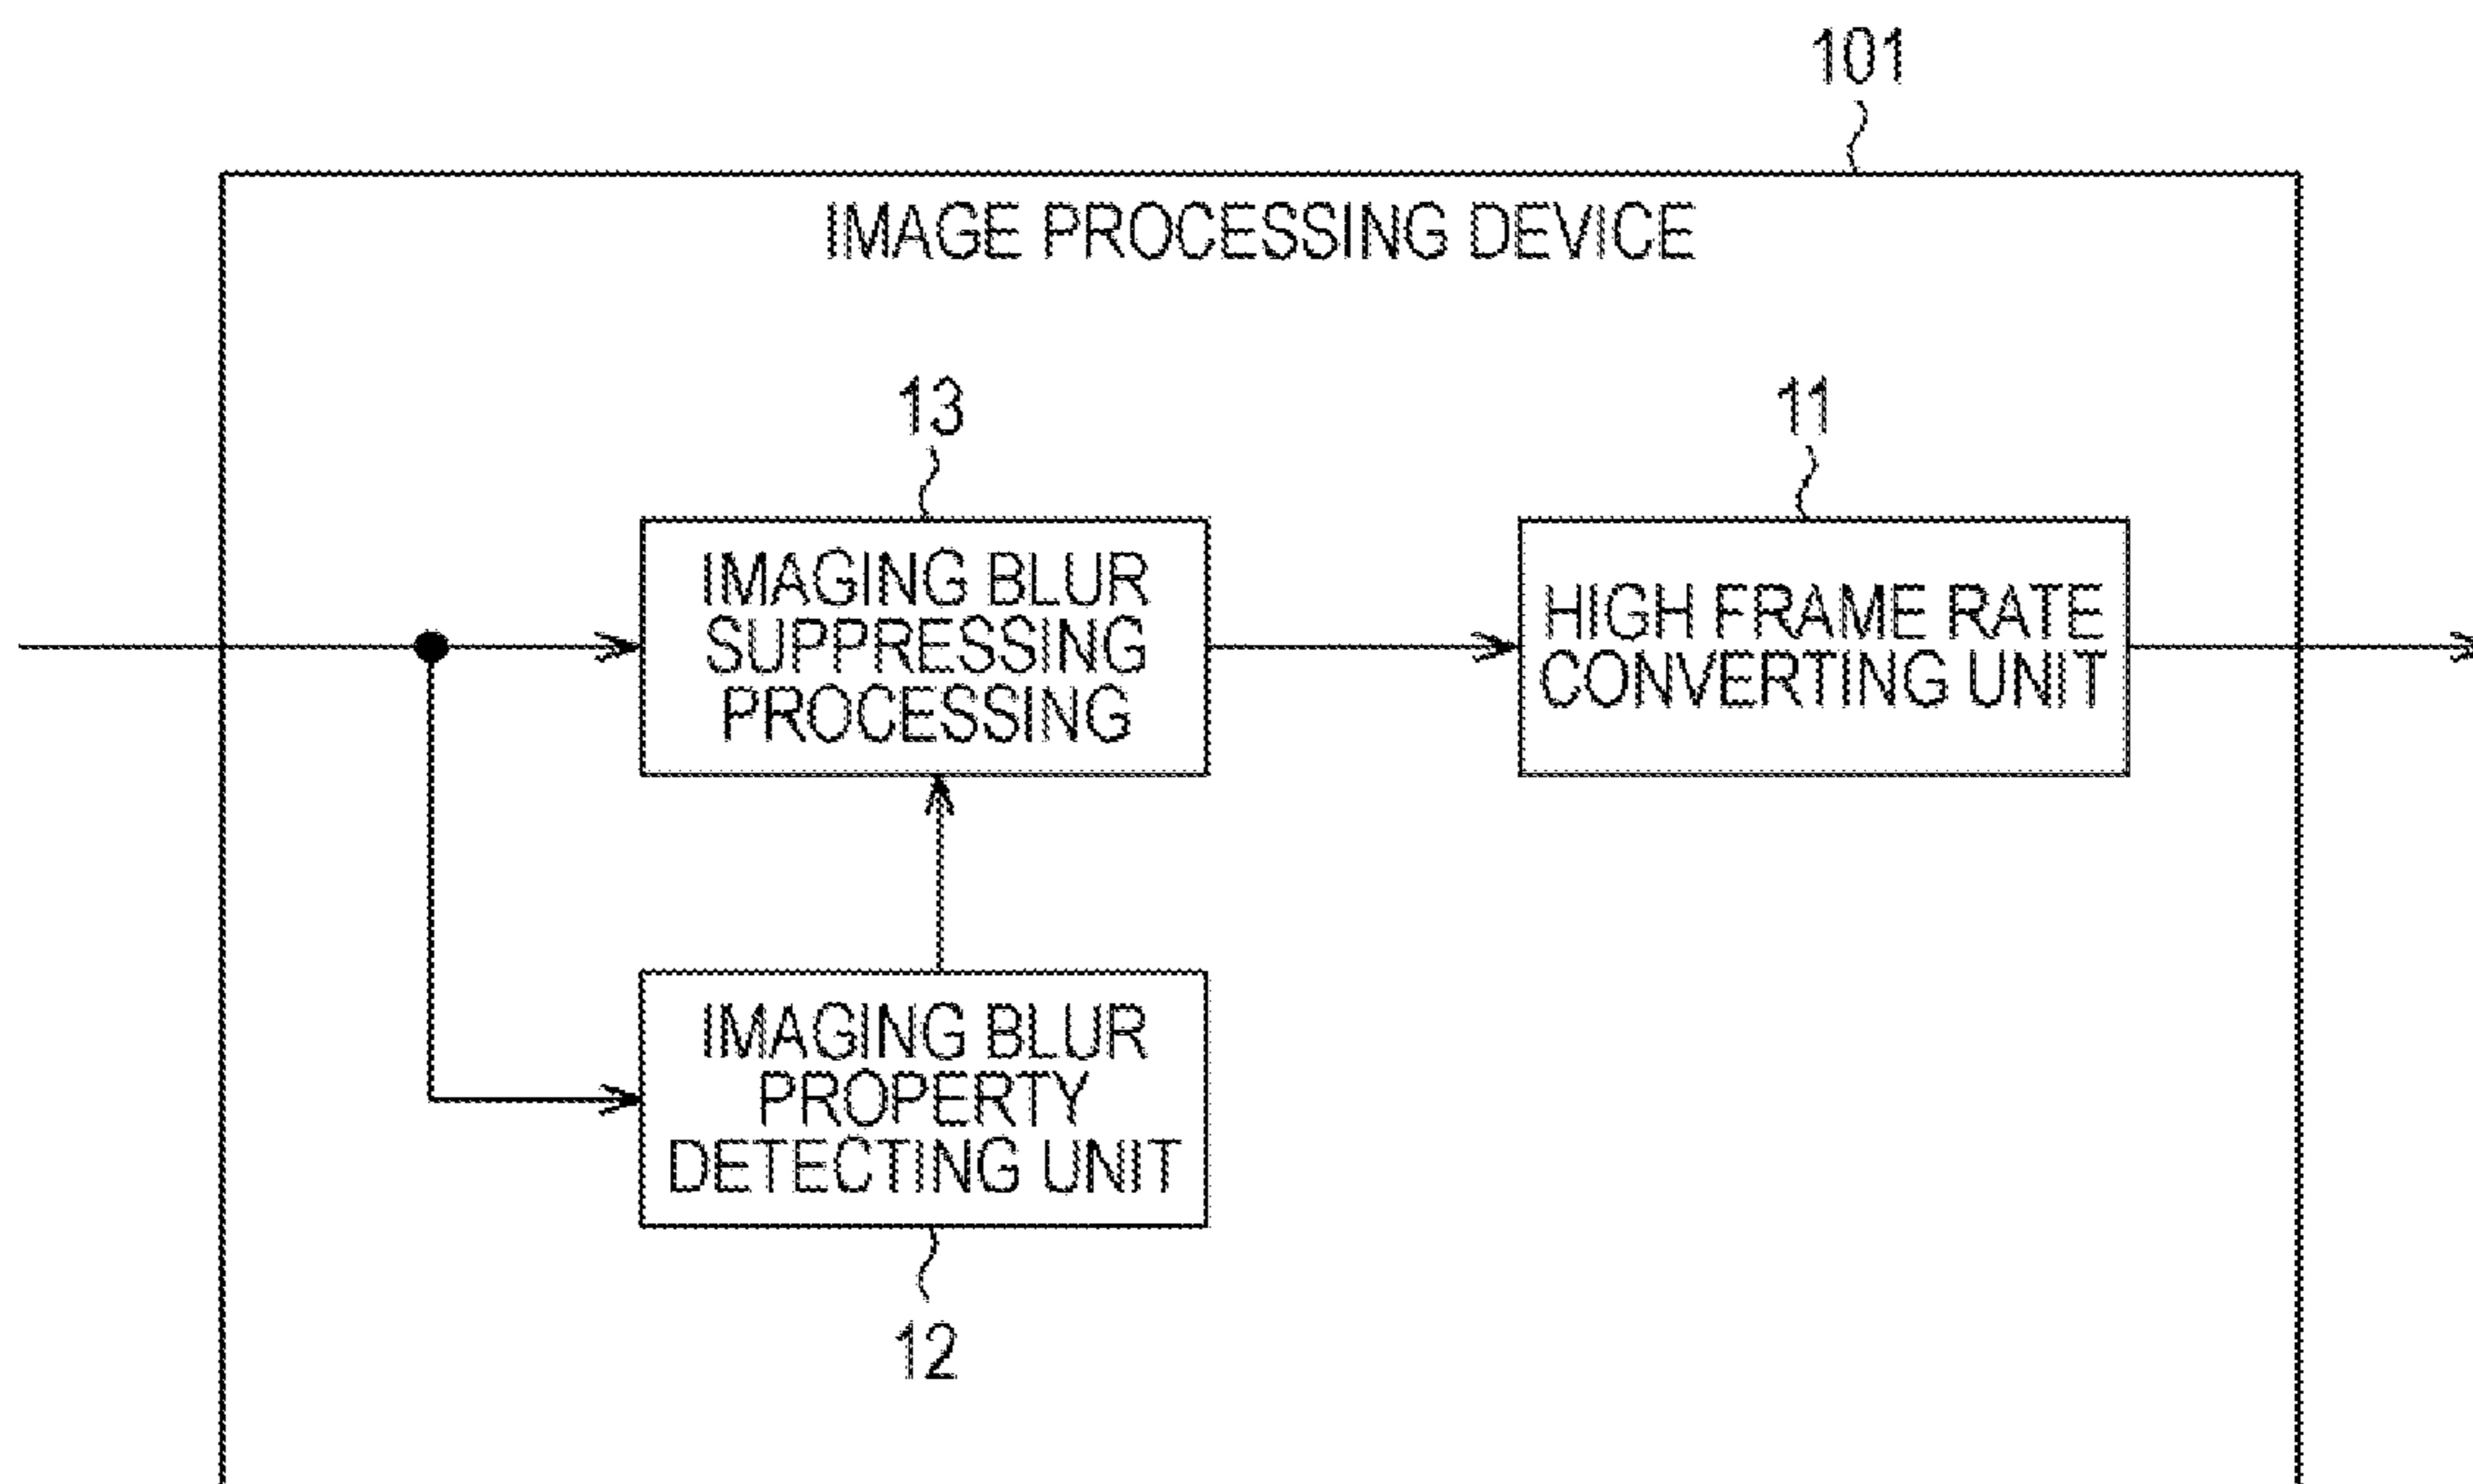 101
IMAGE PROCESSING DEVICE
13
11
IMAGING BLUR
SUPPRESSING
PROCESSING
HIGH FRAME RATE
CONVERTING UNIT
IMAGING BLUR
PROPERTY
DETECTING UNIT
12